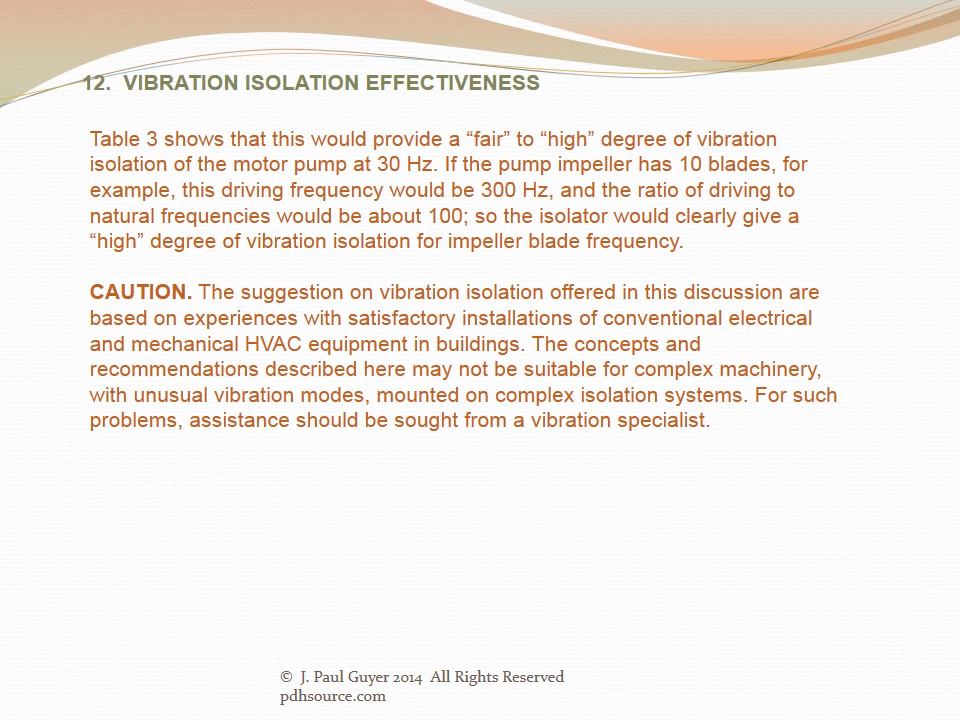 12. VIBRATION ISOLATION EFFECTIVENESS
Table 3 shows that this would provide a “fair” to “high” degree of vibration
isolation of the motor pump at 30 Hz. If the pump impeller has 10 blades, for
example, this driving frequency would be 300 Hz, and the ratio of driving to
natural frequencies would be about 100; so the isolator would clearly give a
“high” degree of vibration isolation for impeller blade frequency.
CAUTION. The suggestion on vibration isolation offered in this discussion are
based on experiences with satisfactory installations of conventional electrical
and mechanical HVAC equipment in buildings. The concepts and
recommendations described here may not be suitable for complex machinery,
with unusual vibration modes, mounted on complex isolation systems. For such
problems, assistance should be sought from a vibration specialist.
© J. Paul Guyer 2014 All Rights Reserved
pdhsource.com